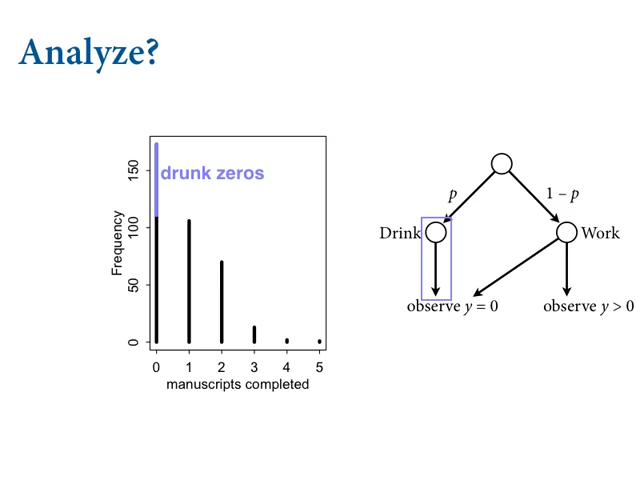 Analyze?
drunk zeros
Frequency
0
50
100
150
0 1 2 3 4 5
manuscripts completed
p
1 – p
Drink
Work
observe y = 0
observe y > 0